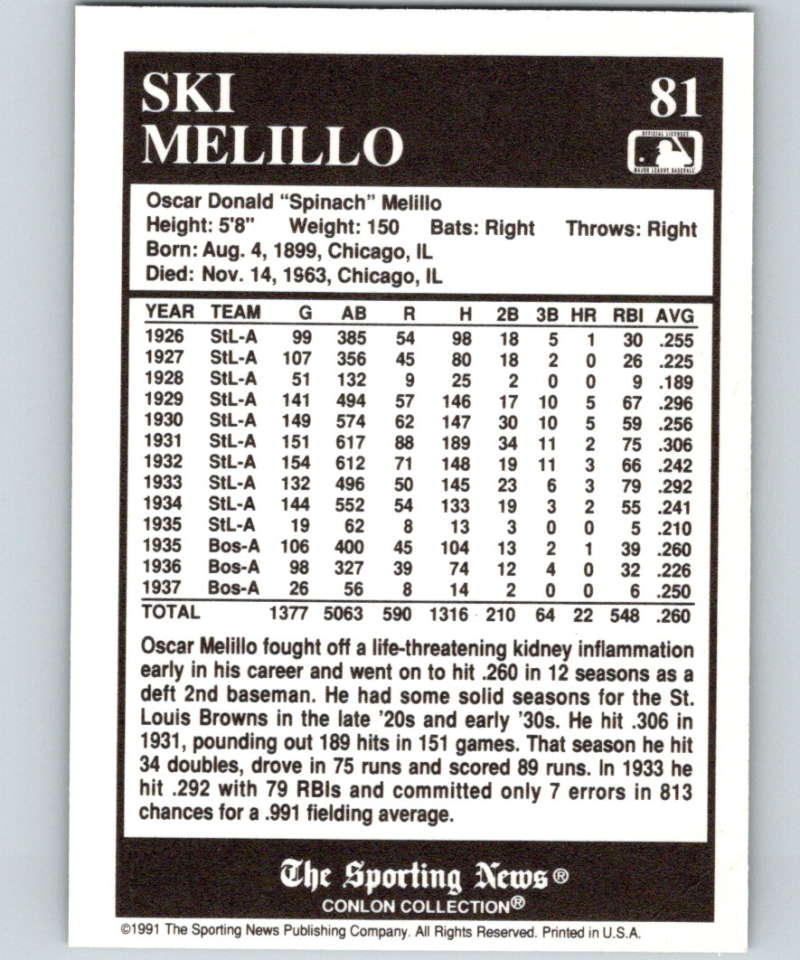 SKI 81
MELILLO
OFFICIAL LICENSEE
MAJOR LEAGUE BASEBALL
Oscar Donald “Spinach” Melillo
Height: 5'8" Weight: 150 Bats: Right Throws: Right
Born: Aug. 4, 1899, Chicago, IL
Died: Nov. 14, 1963, Chicago, IL
YEAR TEAM G AB R H 2B 3B HR RBI AVG
1926 StL-A 99 385 54 98 18 5 1 30 .255
1927 StL-A 107 356 45 80 18 2 0 26 .225
1928 StL-A 51 132 9 25 2 0 0 9 .189
1929 StL-A 141 494 57 146 17 10 5 67 .296
1930 StL-A 149 574 62 147 30 10 5 59 .256
1931 StL-A 151 617 88 189 34 11 2 75 .306
1932 StL-A 154 612 71 148 19 11 3 66 .242
1933 StL-A 132 496 50 145 23 6 3 79 .292
1934 StL-A 144 552 54 133 19 3 2 55 .241
1935 StL-A 19 62 8 13 3 0 0 5 .210
1935 Bos-A 106 400 45 104 13 2 1 39 .260
1936 Bos-A 98 327 39 74 12 4 0 32 .226
1937 Bos-A 26 56 8 14 2 0 0 6 .250
TOTAL 1377 5063 590 1316 210 64 22 548 .260
Oscar Melillo fought off a life-threatening kidney inflammation
early in his career and went on to hit .260 in 12 seasons as a
deft 2nd baseman. He had some solid seasons for the St.
Louis Browns in the late '20s and early '30s. He hit .306 in
1931, pounding out 189 hits in 151 games. That season he hit
34 doubles, drove in 75 runs and scored 89 runs. In 1933 he
hit .292 with 79 RBIs and committed only 7 errors in 813
chances for a .991 fielding average.
The Sporting News®
CONLON COLLECTION®
©1991 The Sporting News Publishing Company. All Rights Reserved. Printed in U.S.A.